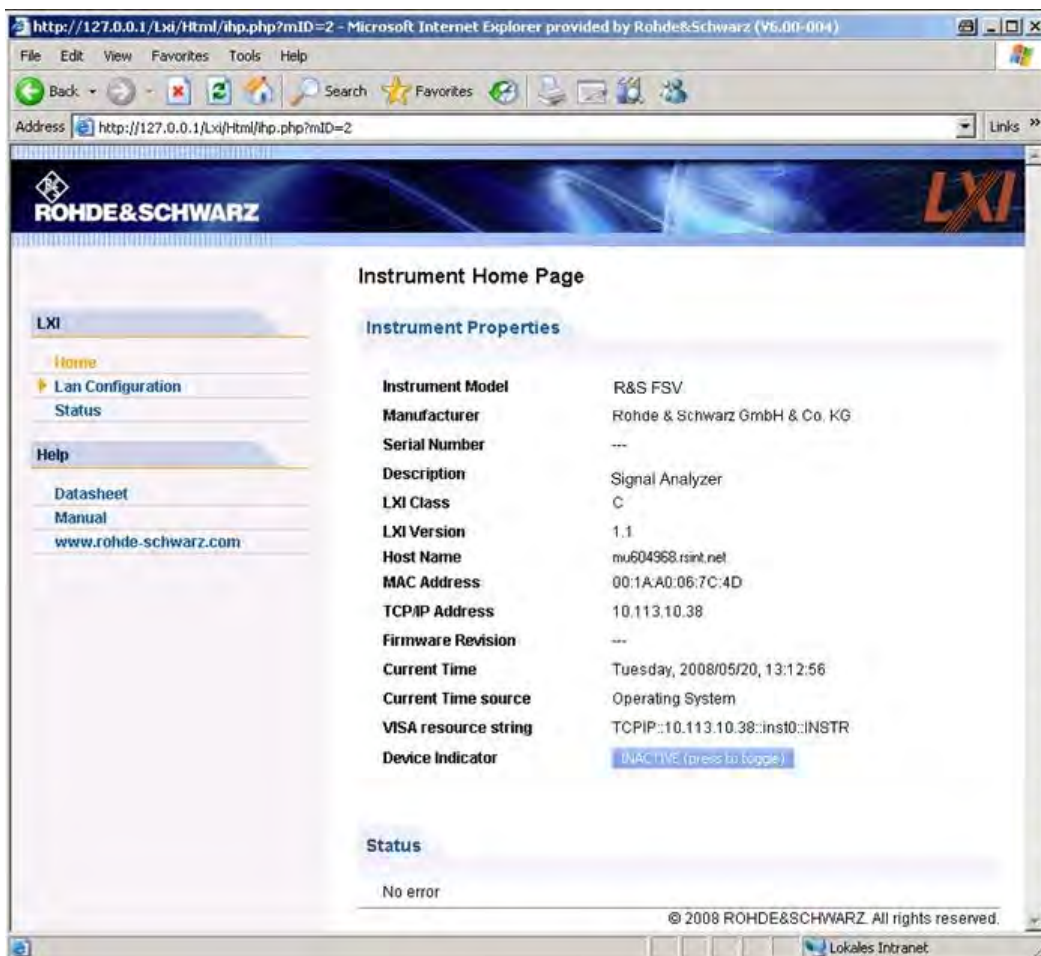 http://127.0.0.1/Lxi/Html/ihp.php?mID=2 - Microsoft Internet Explorer provided by Rohde&Schwarz (V6.00-004)
File Edit View Favorites Tools Help
Back Search Favorites
Address http://127.0.0.1/Lxi/Html/ihp.php?mID=2 Links »
R&S
ROHDE&SCHWARZ
LXI
Instrument Home Page
LXI
Home
Lan Configuration
Status
Help
Datasheet
Manual
www.rohde-schwarz.com
Instrument Properties
Instrument Model R&S FSV
Manufacturer Rohde & Schwarz GmbH & Co. KG
Serial Number ---
Description Signal Analyzer
LXI Class C
LXI Version 1.1
Host Name mu604968.rsint.net
MAC Address 00:1A:A0:06:7C:4D
TCP/IP Address 10.113.10.38
Firmware Revision ---
Current Time Tuesday, 2008/05/20, 13:12:56
Current Time source Operating System
VISA resource string TCPIP::10.113.10.38::inst0::INSTR
Device Indicator INACTIVE (press to toggle)
Status
No error
© 2008 ROHDE&SCHWARZ. All rights reserved.
Lokales Intranet